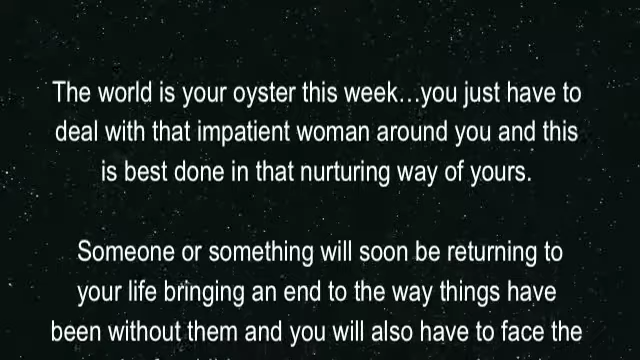 The world is your oyster this week…you just have to
deal with that impatient woman around you and this
is best done in that nurturing way of yours.
Someone or something will soon be returning to
your life bringing an end to the way things have
been without them and you will also have to face the